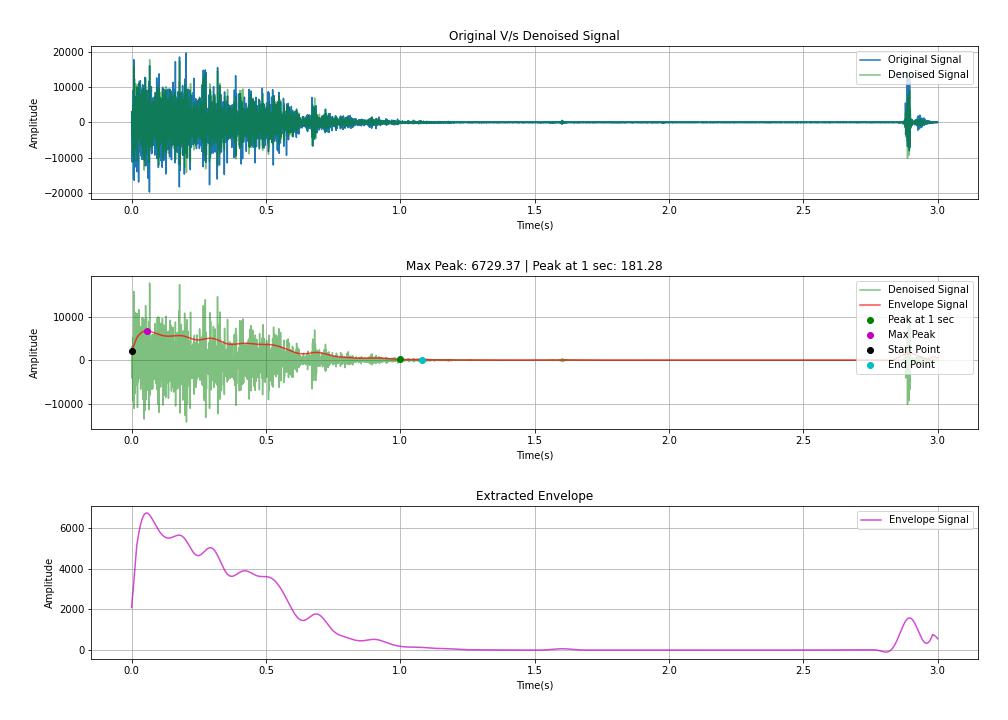 Original V/s Denoised Signal
20000
10000
0
−10000
−20000
Amplitude
Original Signal
Denoised Signal
0.0 0.5 1.0 1.5 2.0 2.5 3.0
Time(s)
Max Peak: 6729.37 | Peak at 1 sec: 181.28
10000
0
−10000
Amplitude
Denoised Signal
Envelope Signal
Peak at 1 sec
Max Peak
Start Point
End Point
0.0 0.5 1.0 1.5 2.0 2.5 3.0
Time(s)
Extracted Envelope
6000
4000
2000
0
Amplitude
Envelope Signal
0.0 0.5 1.0 1.5 2.0 2.5 3.0
Time(s)